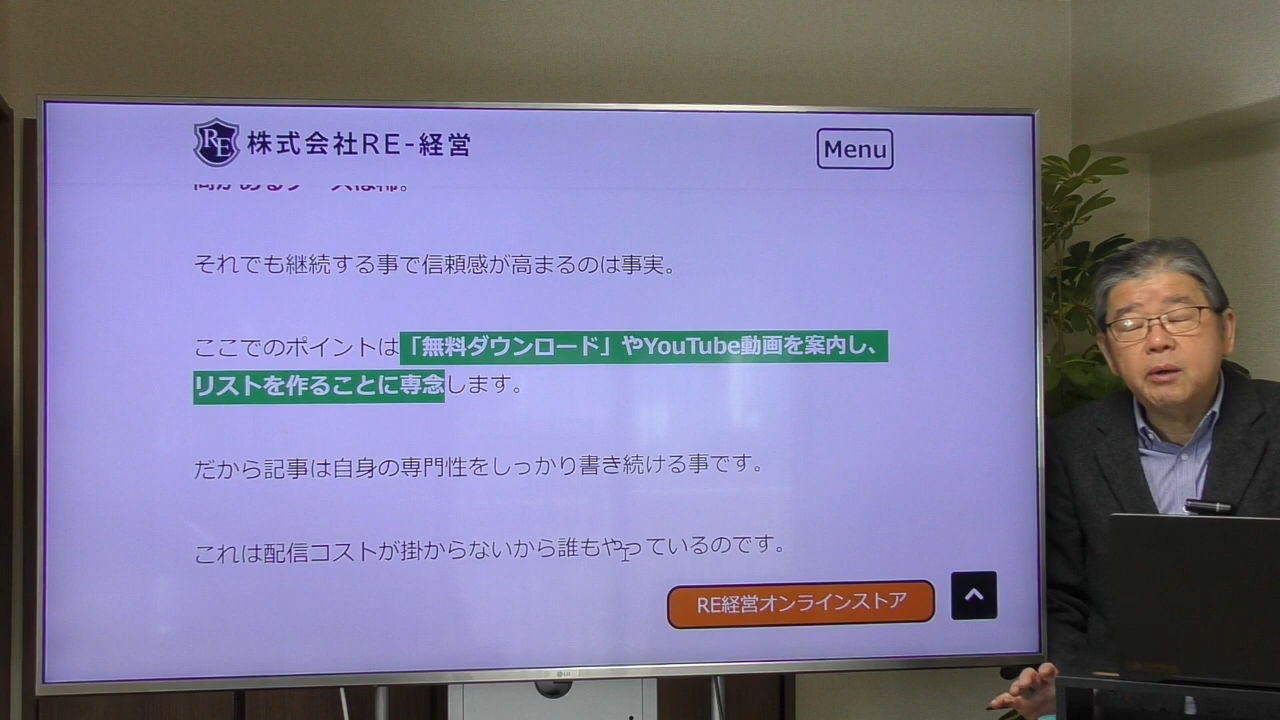 RE 株式会社RE-経営
Menu
それでも継続する事で信頼感が高まるのは事実。
ここでのポイントは「無料ダウンロード」やYouTube動画を案内し、
リストを作ることに専念します。
だから記事は自身の専門性をしっかり書き続ける事です。
これは配信コストが掛からないから誰もやっているのです。
RE経営オンラインストア
LG